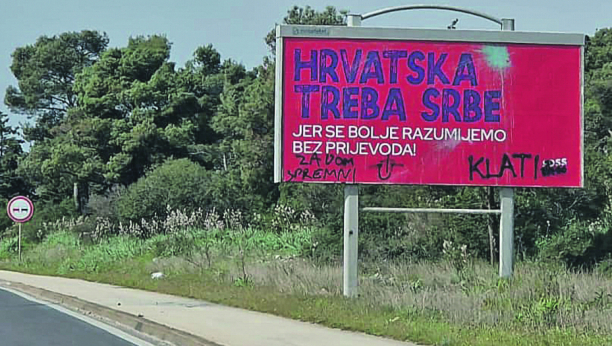 HRVATSKA
TREBA SRBE
JER SE BOLJE RAZUMIJEMO
BEZ PRIJEVODA!
ZA DOM
SPREMNI
KLATI